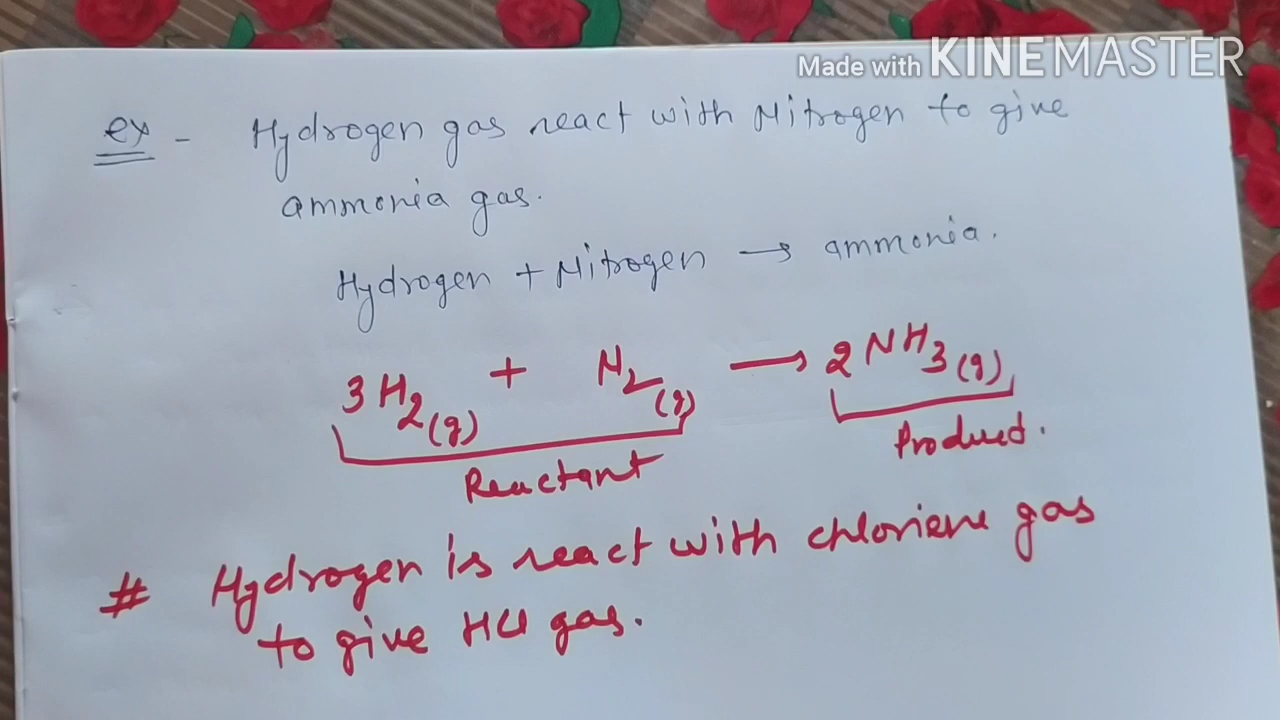 Made with KINEMASTER
ex - Hydrogen gas react with Nitrogen to give
ammonia gas.
Hydrogen + Nitrogen → ammonia.
3H₂(g) + N₂(g) → 2NH₃(g)
Reactant Product.
# Hydrogen is react with chloriene gas
to give HCl gas.